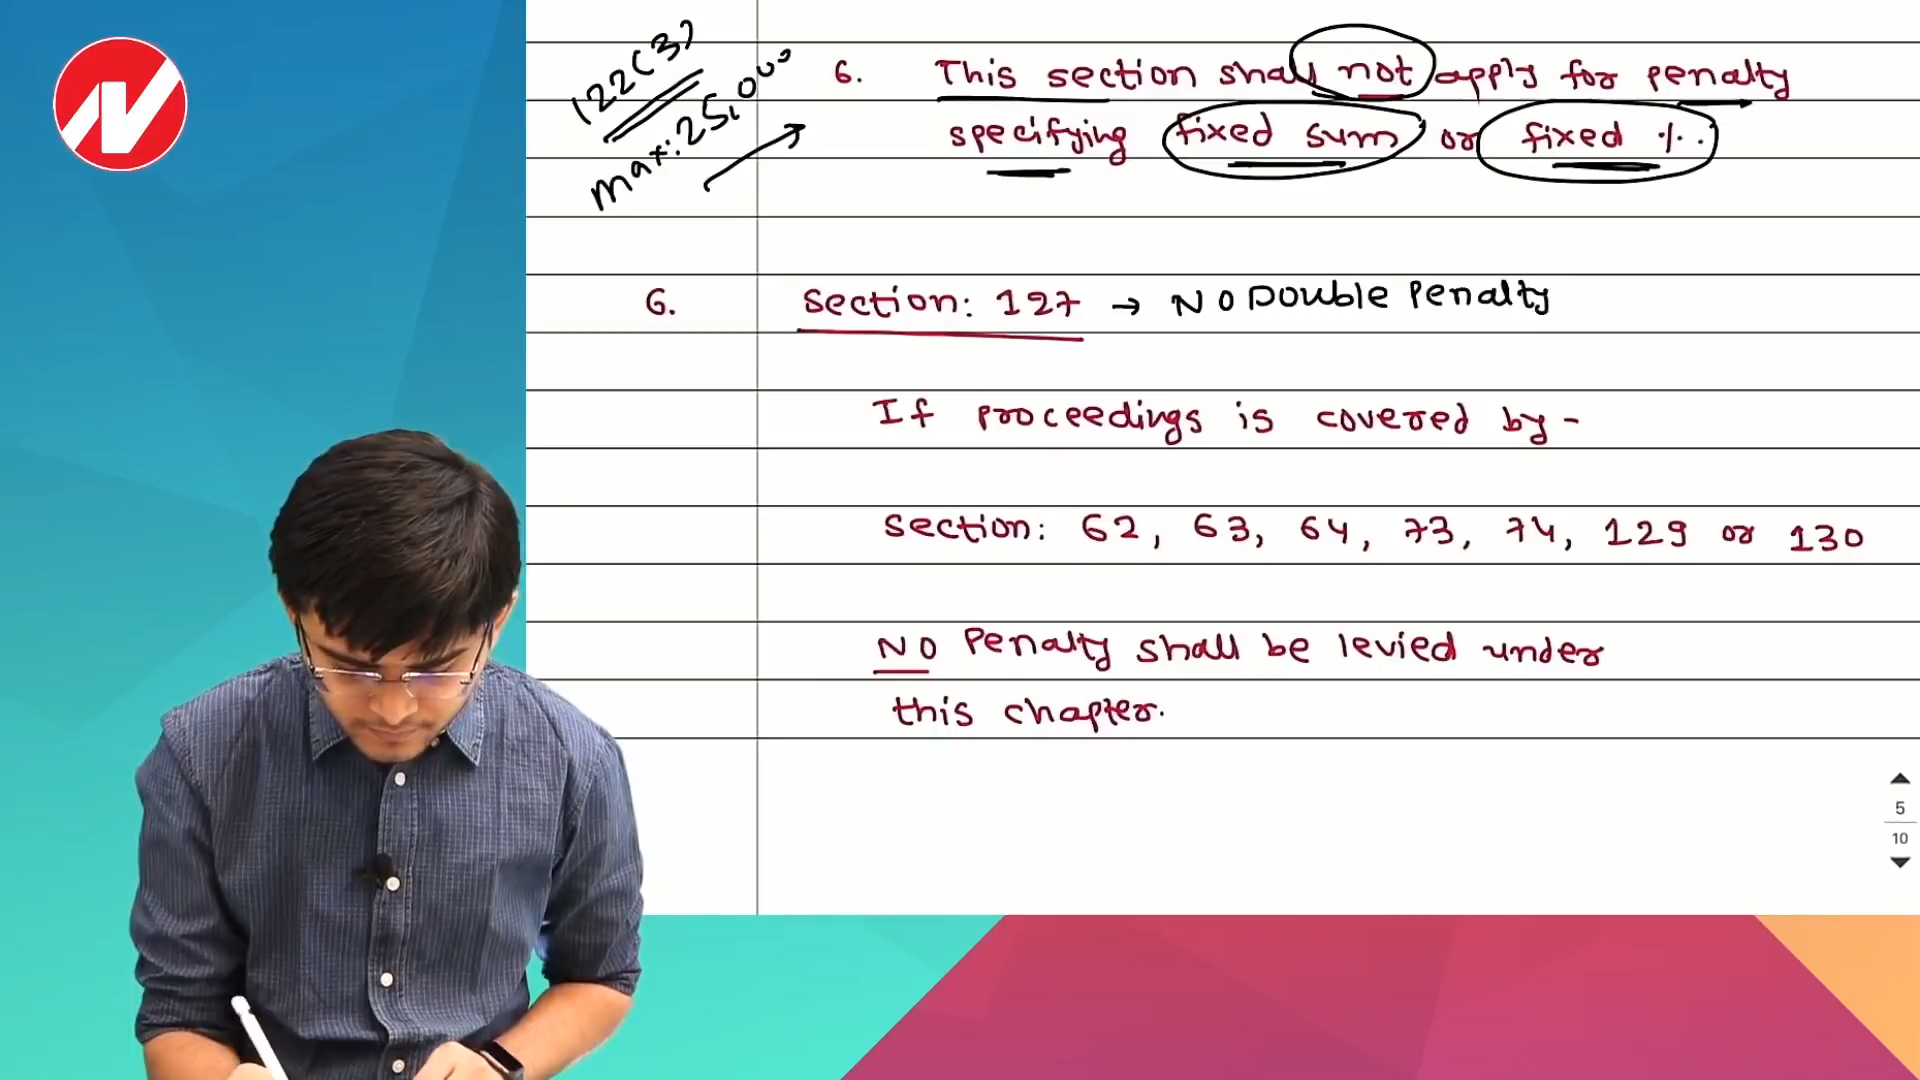 122(3)
max: 25,000
6. This section shall not apply for penalty
specifying fixed sum or fixed %.
6. Section: 127 → No Double Penalty
If proceedings is covered by -
Section: 62, 63, 64, 73, 74, 129 or 130
No Penalty shall be levied under
this chapter.
5
10